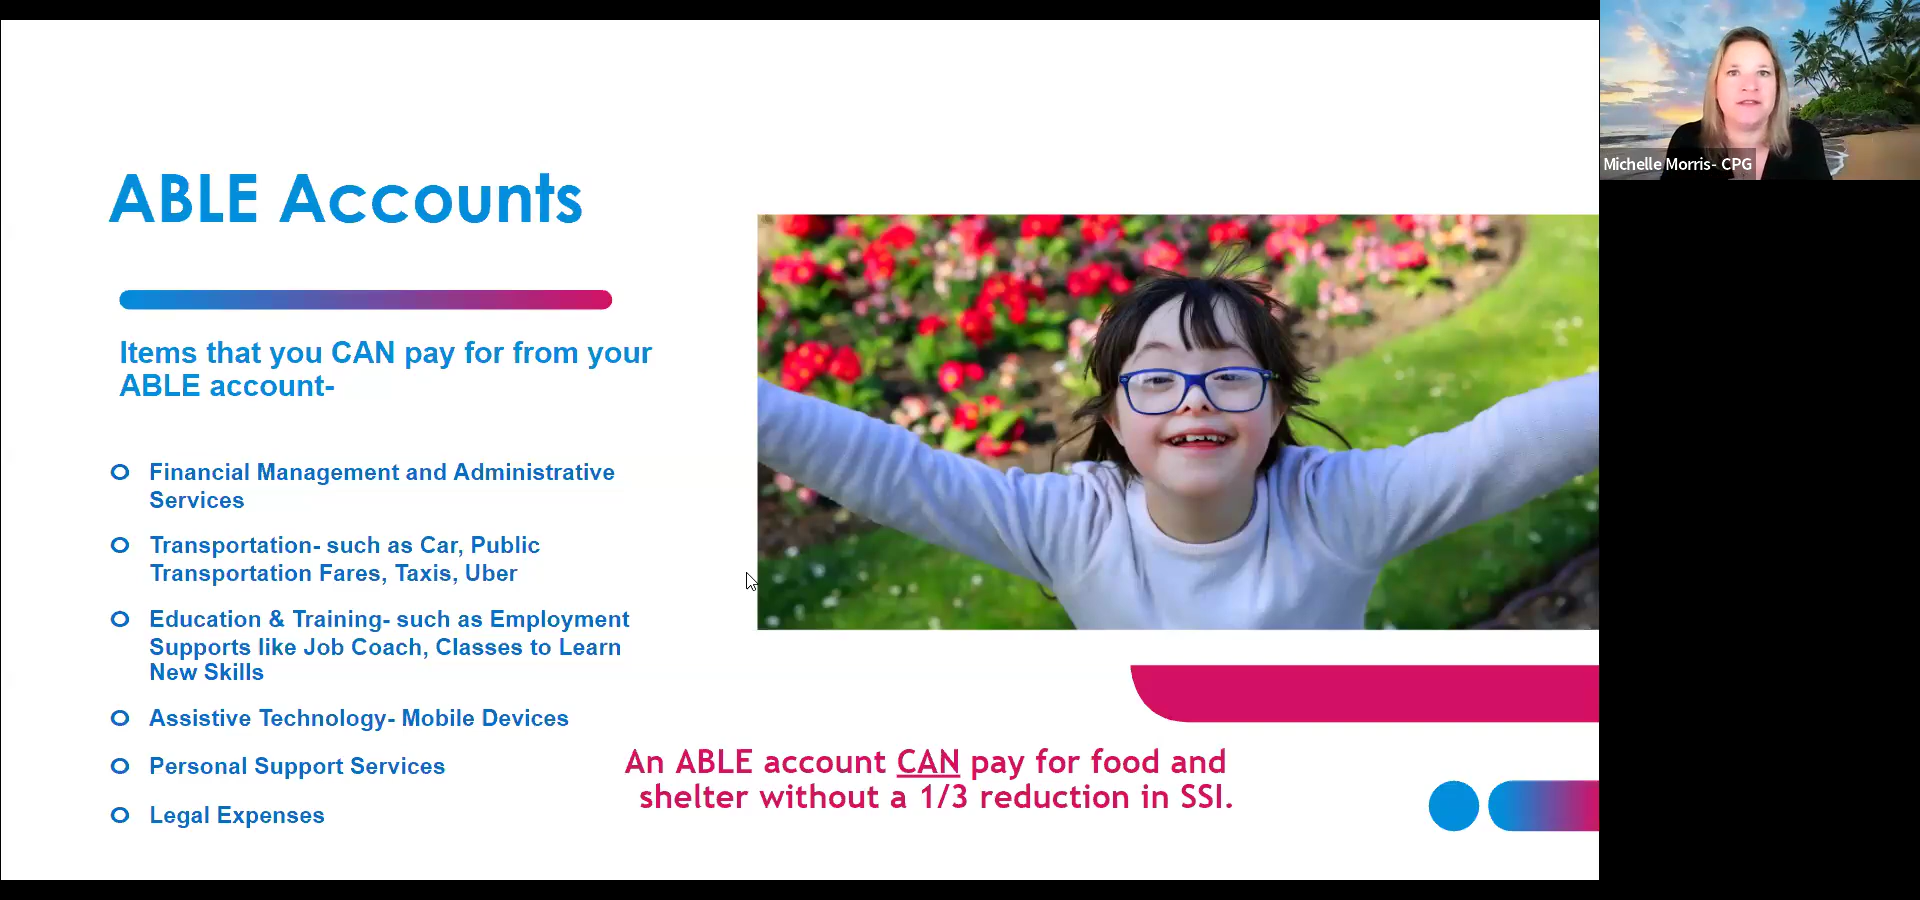 ABLE Accounts
Items that you CAN pay for from your
ABLE account-
Financial Management and Administrative
Services
Transportation- such as Car, Public
Transportation Fares, Taxis, Uber
Education & Training- such as Employment
Supports like Job Coach, Classes to Learn
New Skills
Assistive Technology- Mobile Devices
Personal Support Services
Legal Expenses
An ABLE account CAN pay for food and
shelter without a 1/3 reduction in SSI.
Michelle Morris- CPG